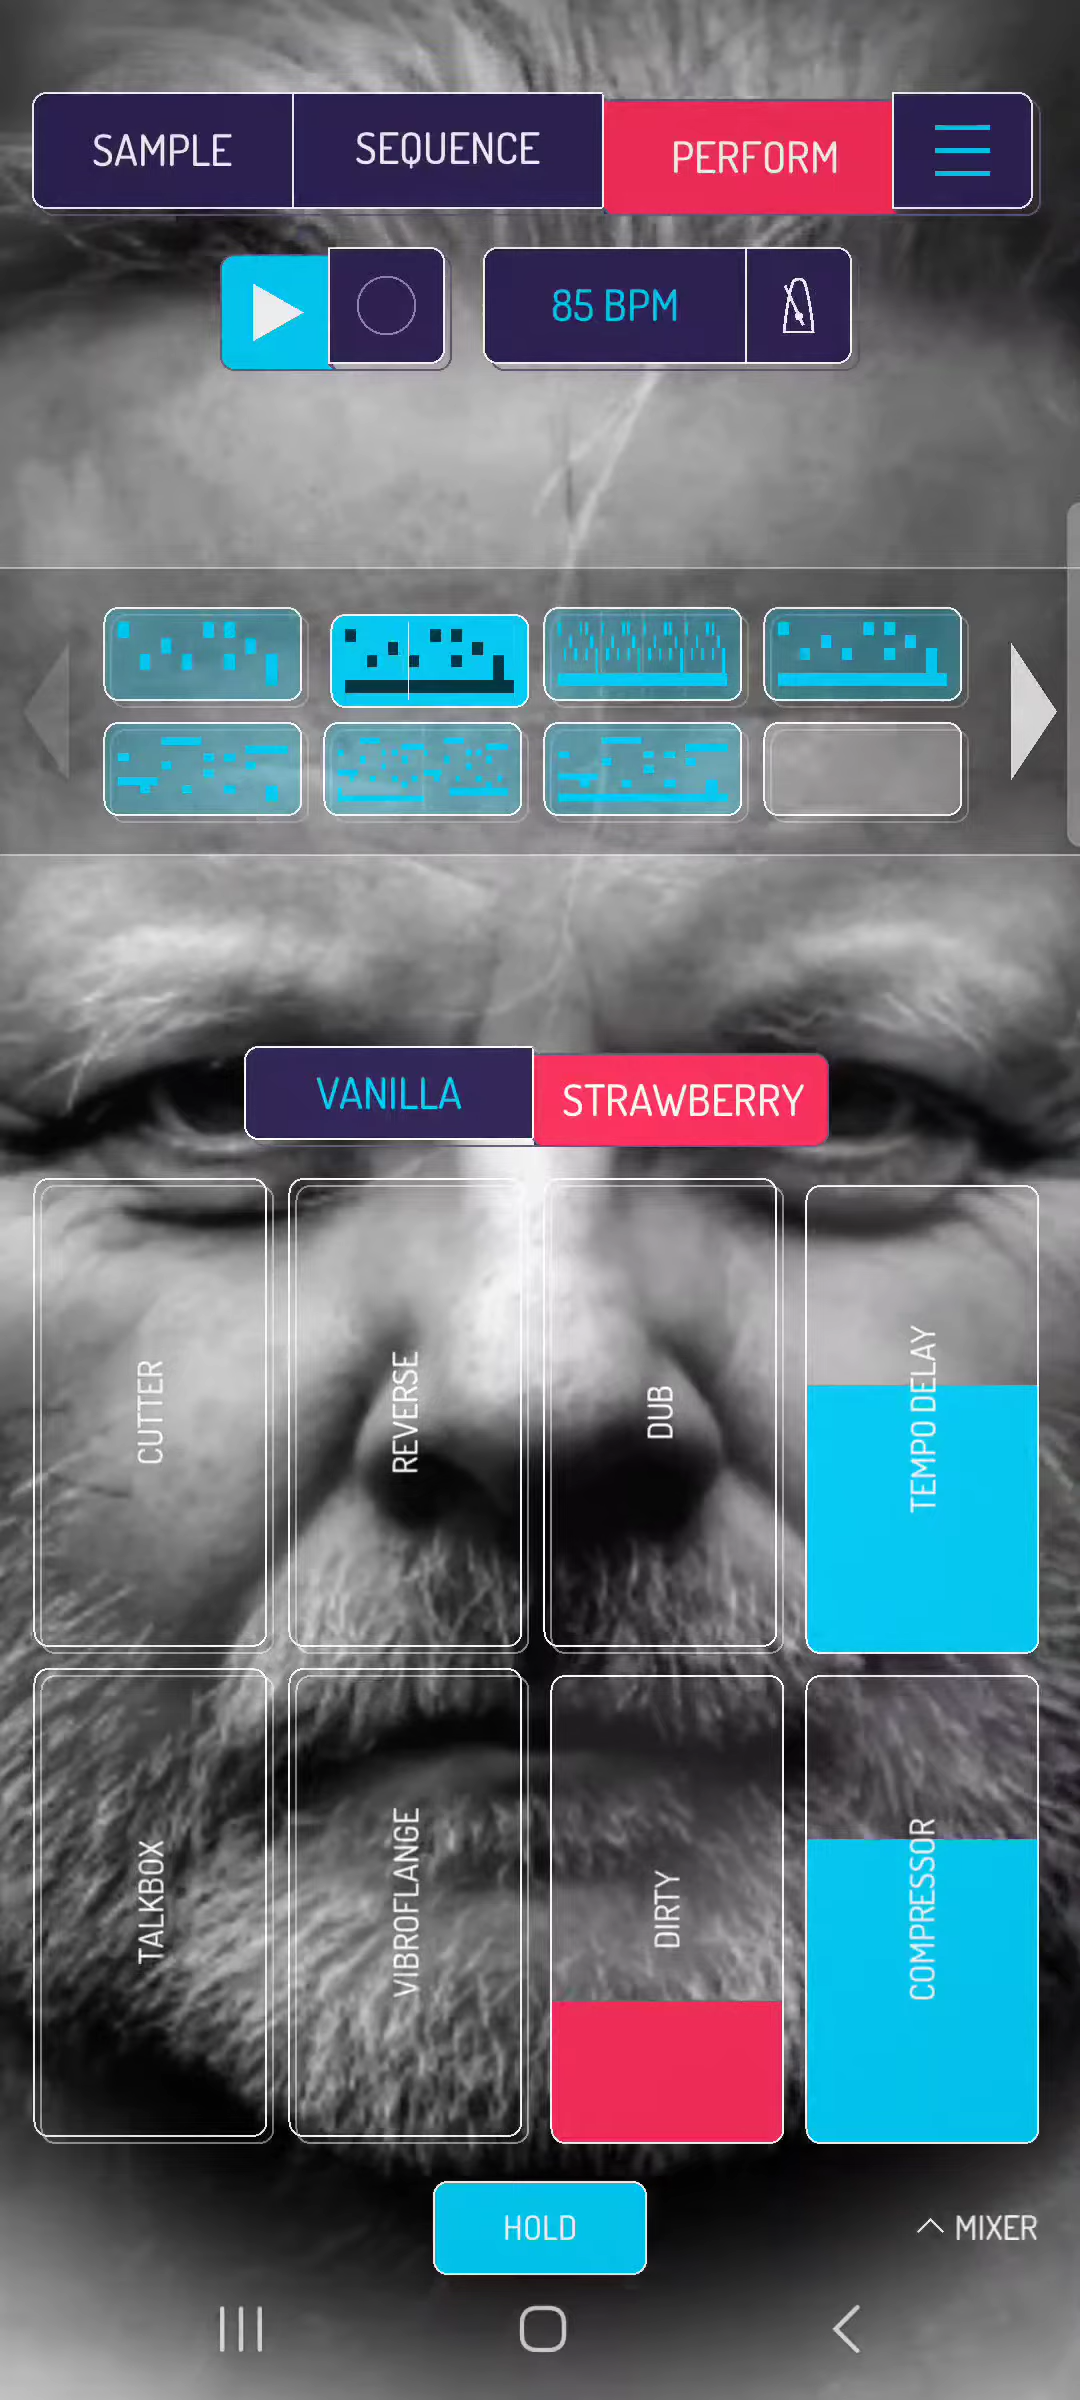 SAMPLE SEQUENCE PERFORM
85 BPM
VANILLA STRAWBERRY
CUTTER REVERSE DUB TEMPO DELAY
TALKBOX VIBROFLANGE DIRTY COMPRESSOR
HOLD MIXER